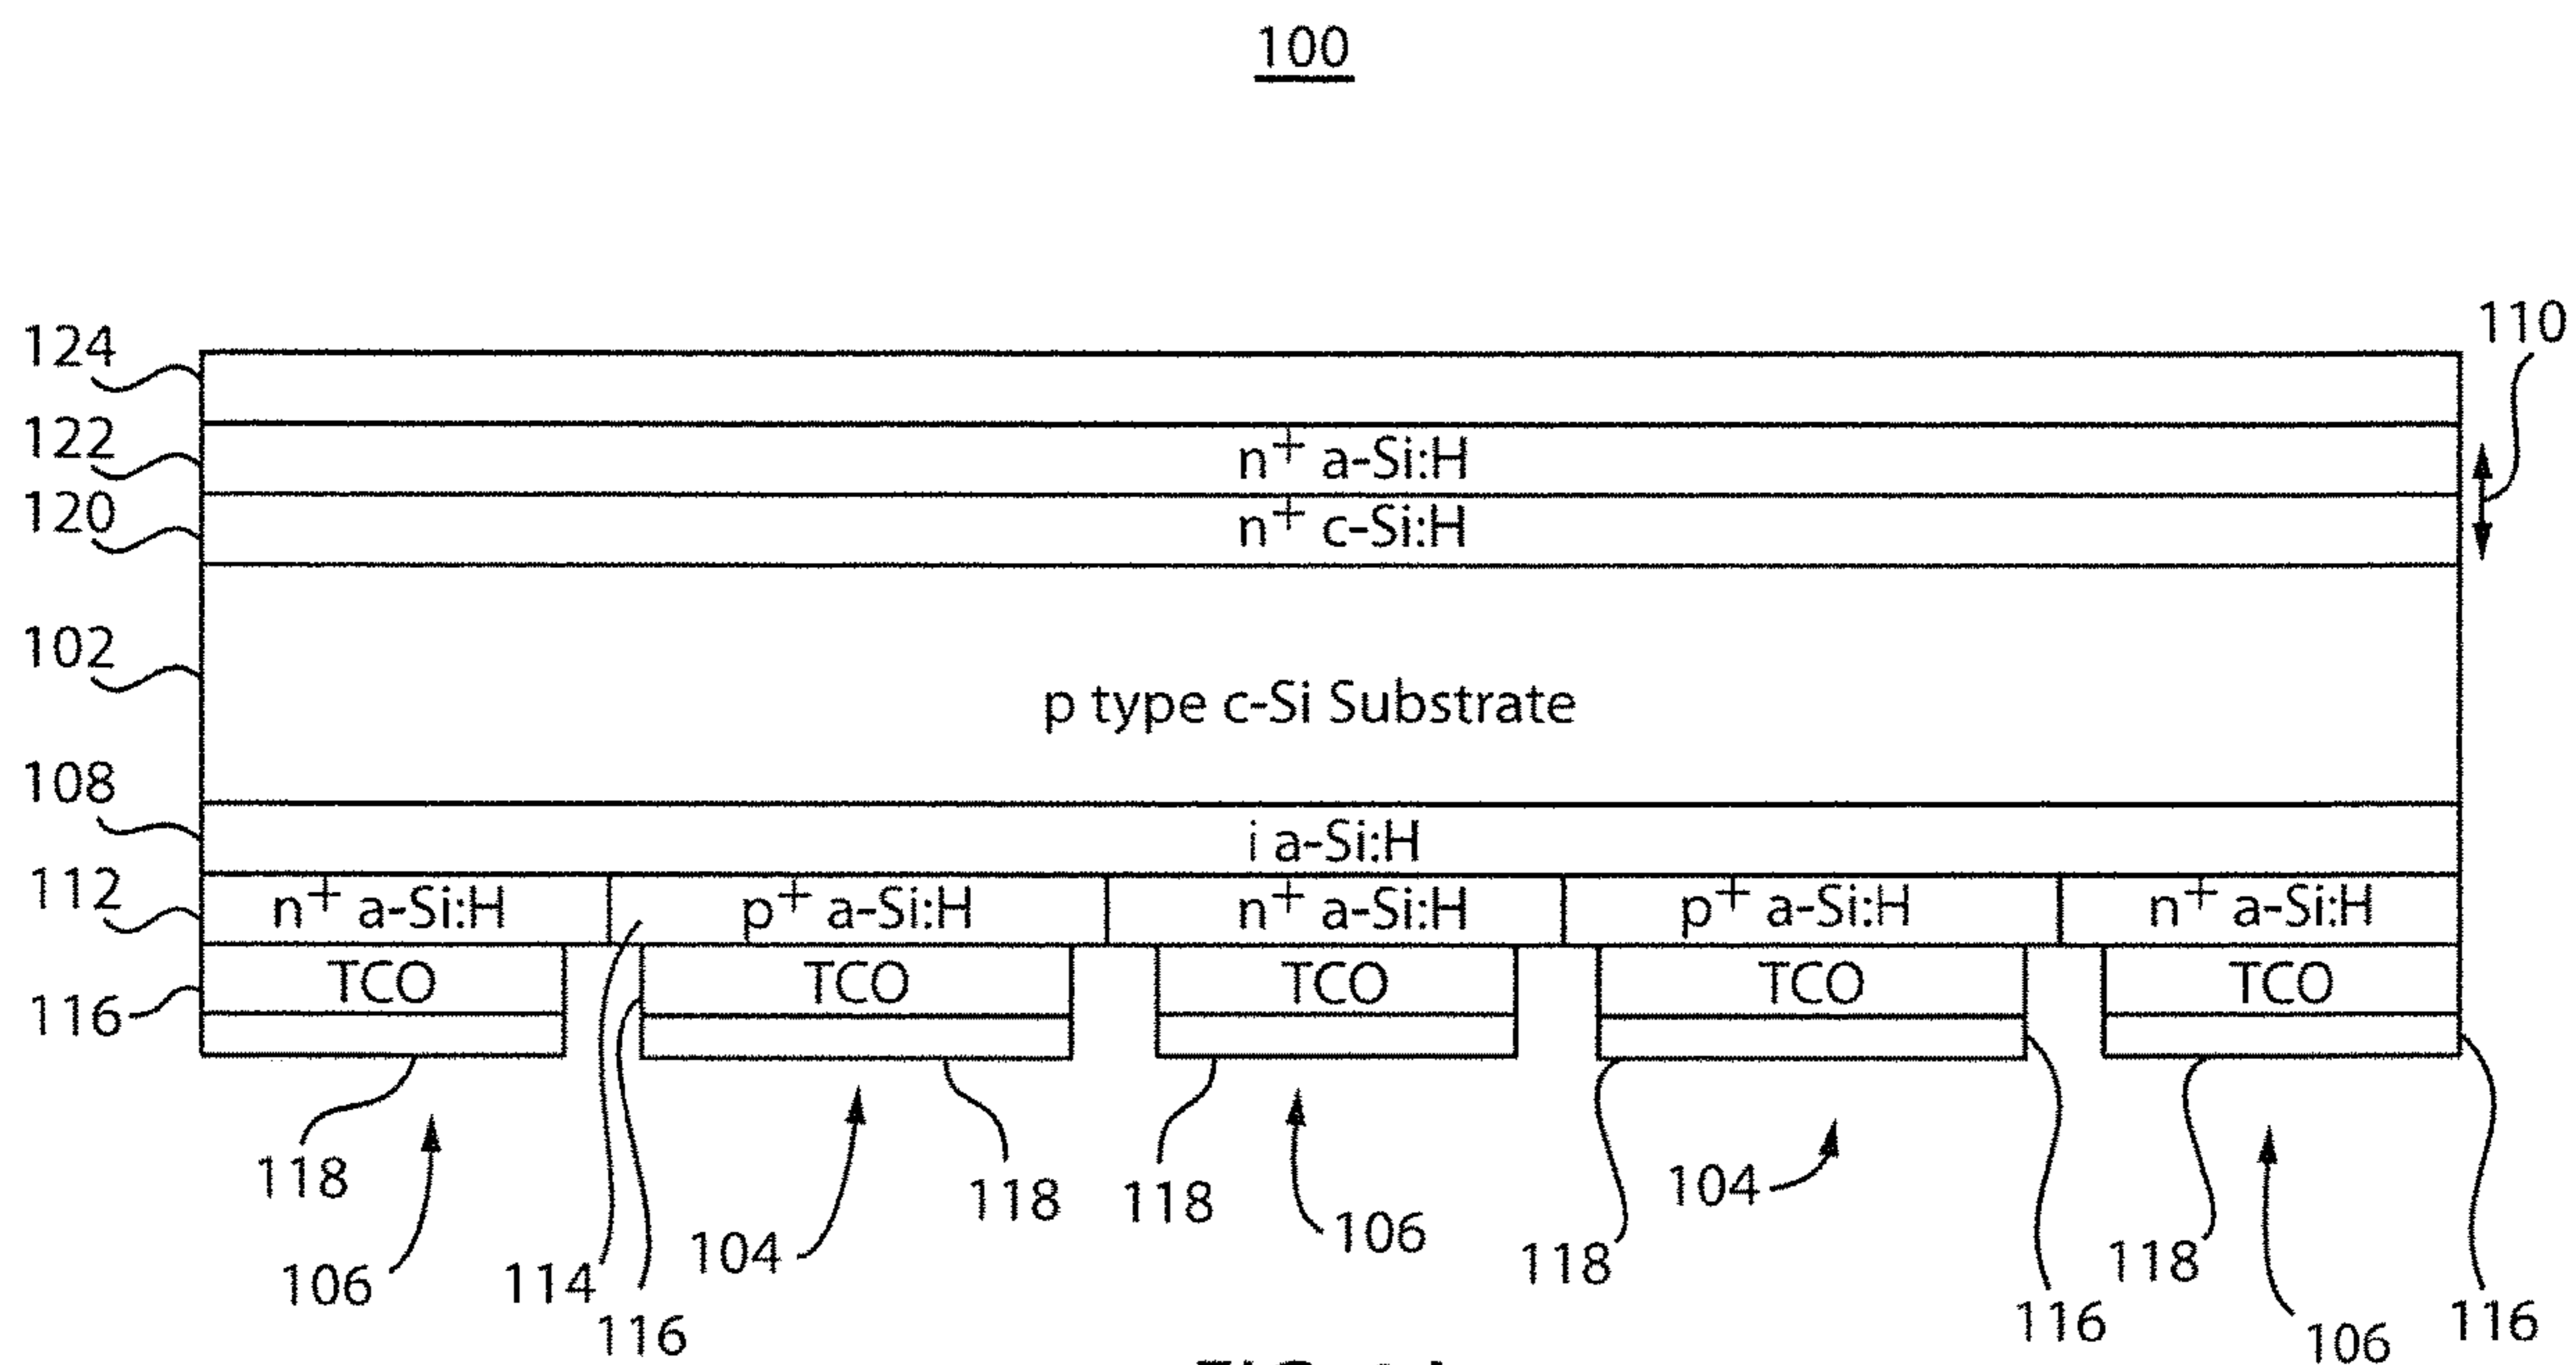 100
110
124
122
n+ a-Si:H
120
n+ c-Si:H
102
p type c-Si Substrate
108
i a-Si:H
112
n+ a-Si:H p+ a-Si:H n+ a-Si:H p+ a-Si:H n+ a-Si:H
TCO TCO TCO TCO TCO
116
118 118 118 104 118
106 114 104 106 118 118
116 116 106 116